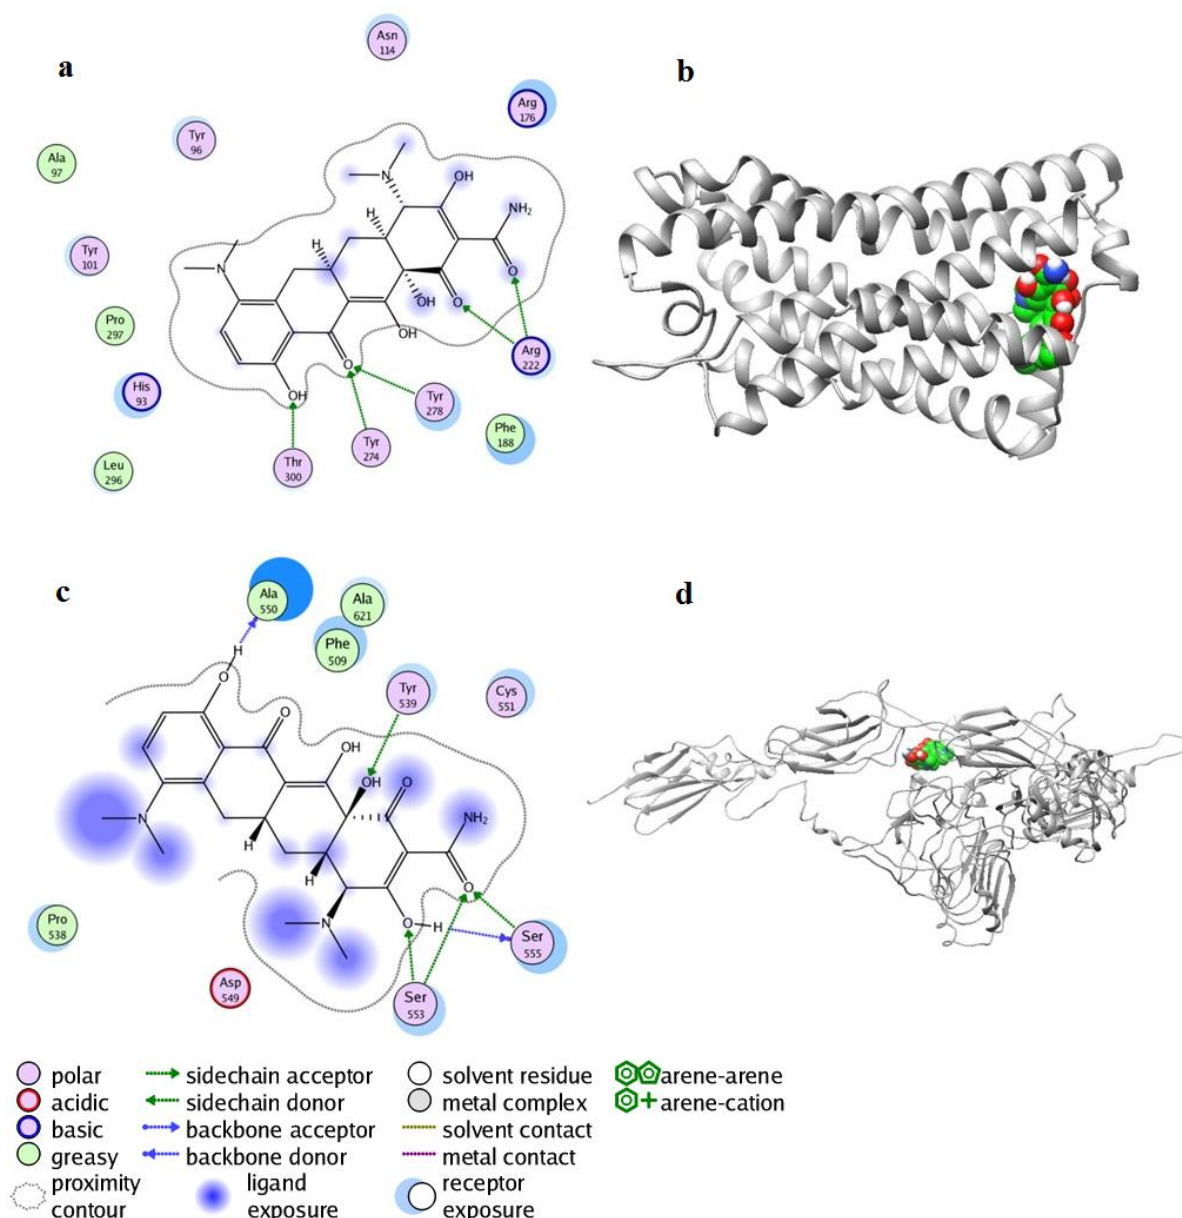 a
Asn
114
Arg
176
Tyr
96
Ala
97
Tyr
101
Pro
297
His
93
Leu
296
N
OH
NH₂
H
H
N
O
OH
O
OH
O
OH
Arg
222
Tyr
278
Phe
188
Tyr
274
Thr
300
b
c
Ala
550
Ala
621
Phe
509
Tyr
539
Cys
551
H
O
O
OH
OH
O
NH₂
N
H
H
O
N
O
H
Pro
538
Asp
549
Ser
555
Ser
553
d
polar
acidic
basic
greasy
proximity
contour
sidechain acceptor
sidechain donor
backbone acceptor
backbone donor
ligand
exposure
solvent residue
metal complex
solvent contact
metal contact
receptor
exposure
arene-arene
arene-cation